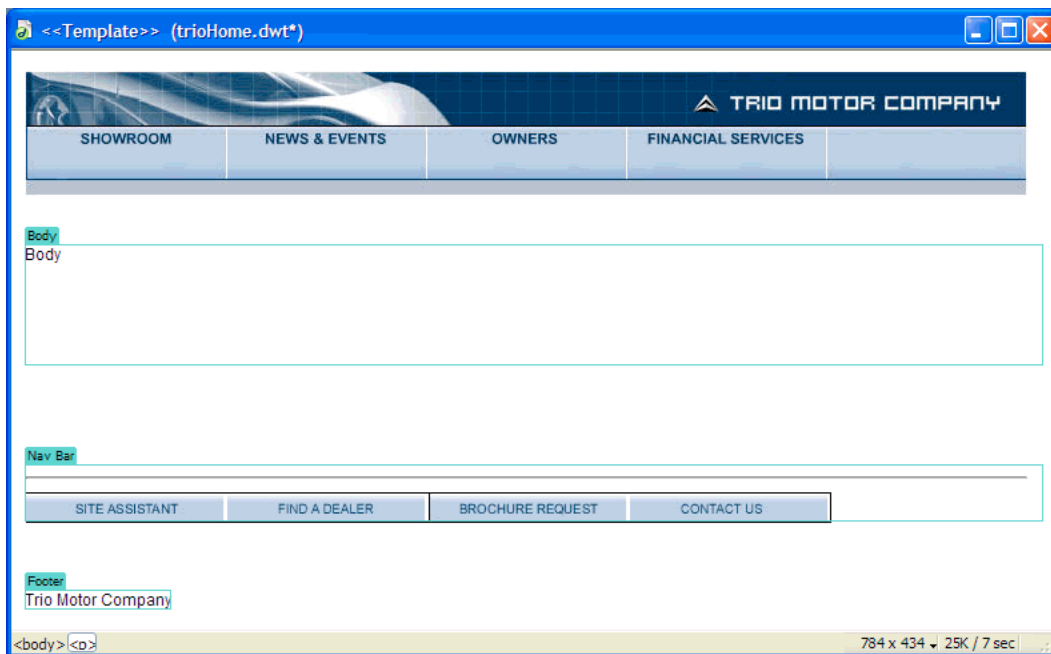 <<Template>> (trioHome.dwt*)
TRIO MOTOR COMPANY
SHOWROOM NEWS & EVENTS OWNERS FINANCIAL SERVICES
Body
Body
Nav Bar
SITE ASSISTANT FIND A DEALER BROCHURE REQUEST CONTACT US
Footer
Trio Motor Company
<body> <p> 784 x 434 25K / 7 sec